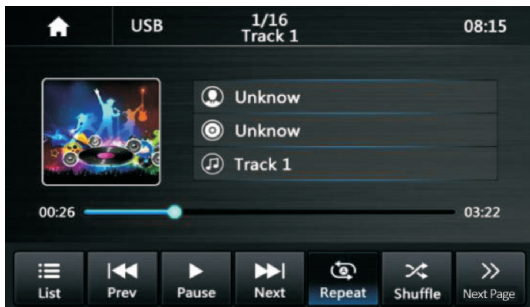 USB
1/16
Track 1
08:15
Unknow
Unknow
Track 1
00:26
03:22
List
Prev
Pause
Next
Repeat
Shuffle
Next Page